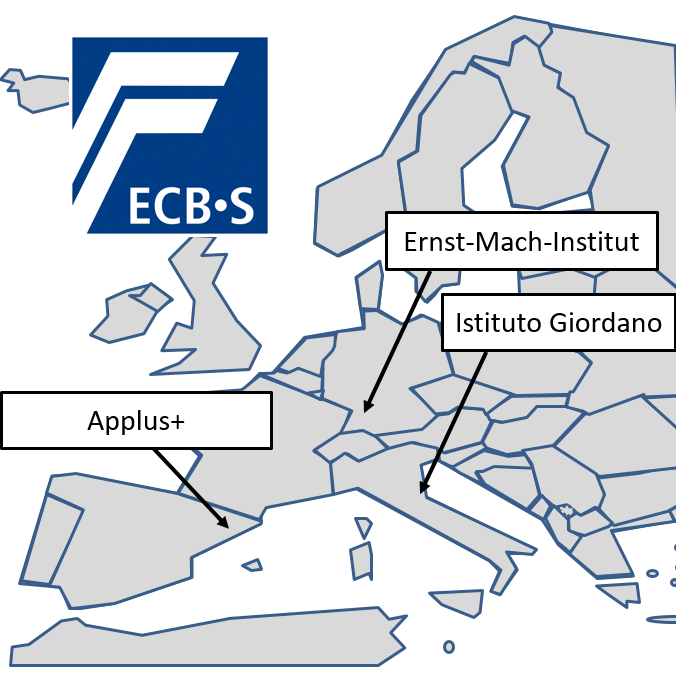 ECB•S
Ernst-Mach-Institut
Istituto Giordano
Applus+